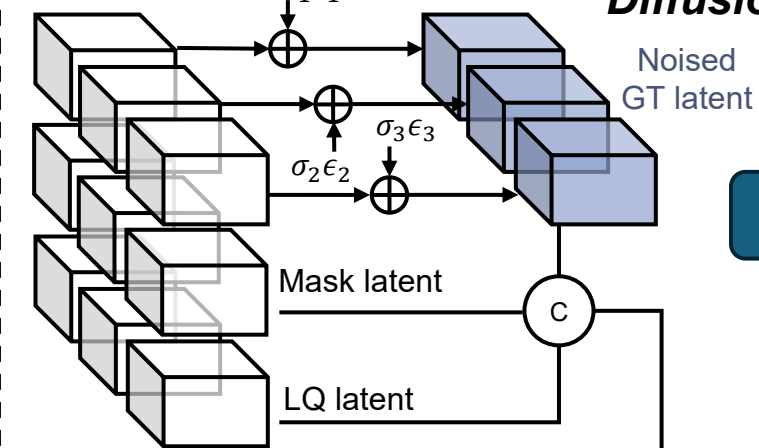 Noised
GT latent
σ₃ϵ₃
σ₂ϵ₂
Mask latent
C
LQ latent